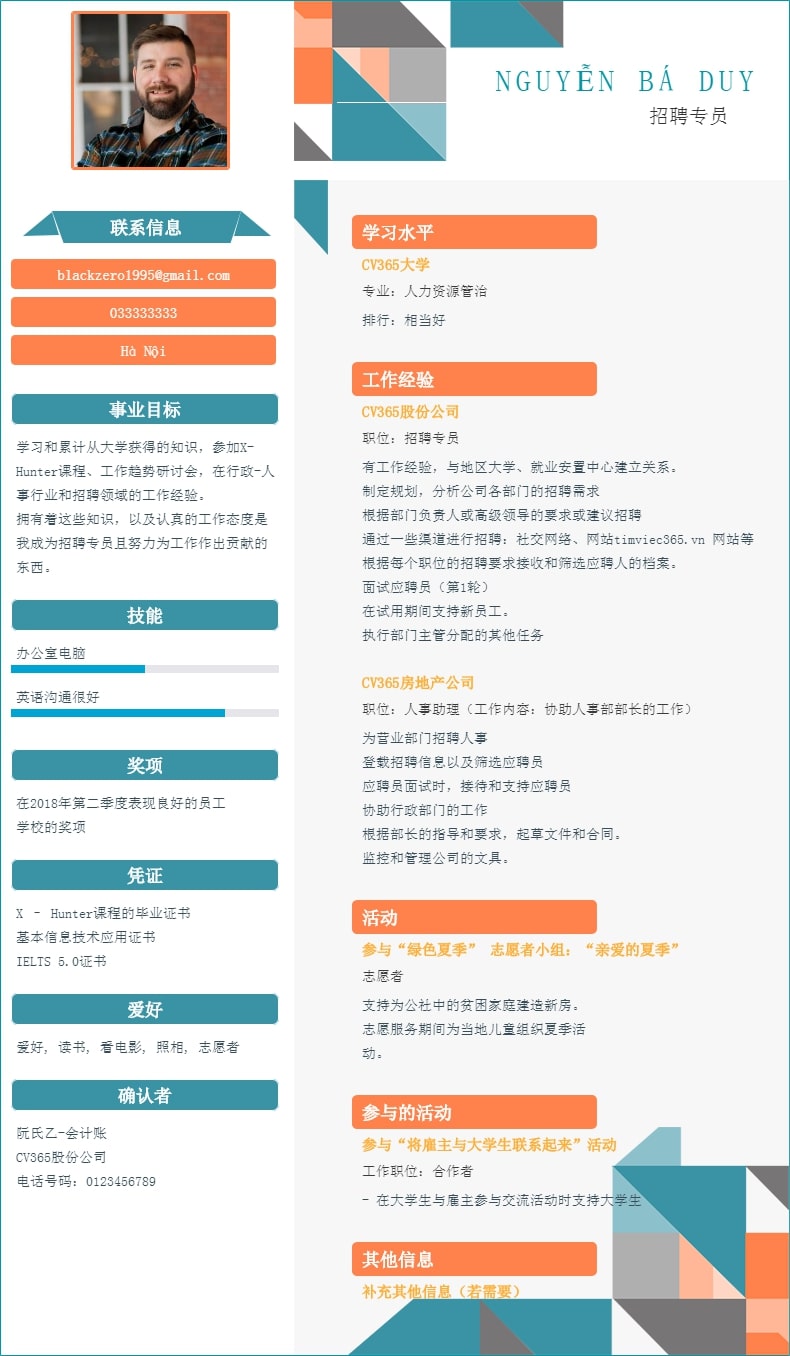 NGUYỄN BÁ DUY
招聘专员
联系信息
blackzero1995@gmail.com
033333333
Hà Nội
事业目标
学习和累计从大学获得的知识，参加X-
Hunter课程、工作趋势研讨会，在行政-人
事行业和招聘领域的工作经验。
拥有着这些知识，以及认真的工作态度是
我成为招聘专员且努力为工作作出贡献的
东西。
技能
办公室电脑
英语沟通很好
奖项
在2018年第二季度表现良好的员工
学校的奖项
凭证
X – Hunter课程的毕业证书
基本信息技术应用证书
IELTS 5.0证书
爱好
爱好, 读书, 看电影, 照相, 志愿者
确认者
阮氏乙-会计账
CV365股份公司
电话号码：0123456789
学习水平
CV365大学
专业：人力资源管治
排行：相当好
工作经验
CV365股份公司
职位：招聘专员
有工作经验，与地区大学、就业安置中心建立关系。
制定规划，分析公司各部门的招聘需求
根据部门负责人或高级领导的要求或建议招聘
通过一些渠道进行招聘：社交网络、网站timviec365.vn 网站等
根据每个职位的招聘要求接收和筛选应聘人的档案。
面试应聘员（第1轮）
在试用期间支持新员工。
执行部门主管分配的其他任务
CV365房地产公司
职位：人事助理（工作内容：协助人事部部长的工作）
为营业部门招聘人事
登载招聘信息以及筛选应聘员
应聘员面试时，接待和支持应聘员
协助行政部门的工作
根据部长的指导和要求，起草文件和合同。
监控和管理公司的文具。
活动
参与“绿色夏季” 志愿者小组：“亲爱的夏季”
志愿者
支持为公社中的贫困家庭建造新房。
志愿服务期间为当地儿童组织夏季活
动。
参与的活动
参与“将雇主与大学生联系起来”活动
工作职位：合作者
- 在大学生与雇主参与交流活动时支持大学生
其他信息
补充其他信息（若需要）